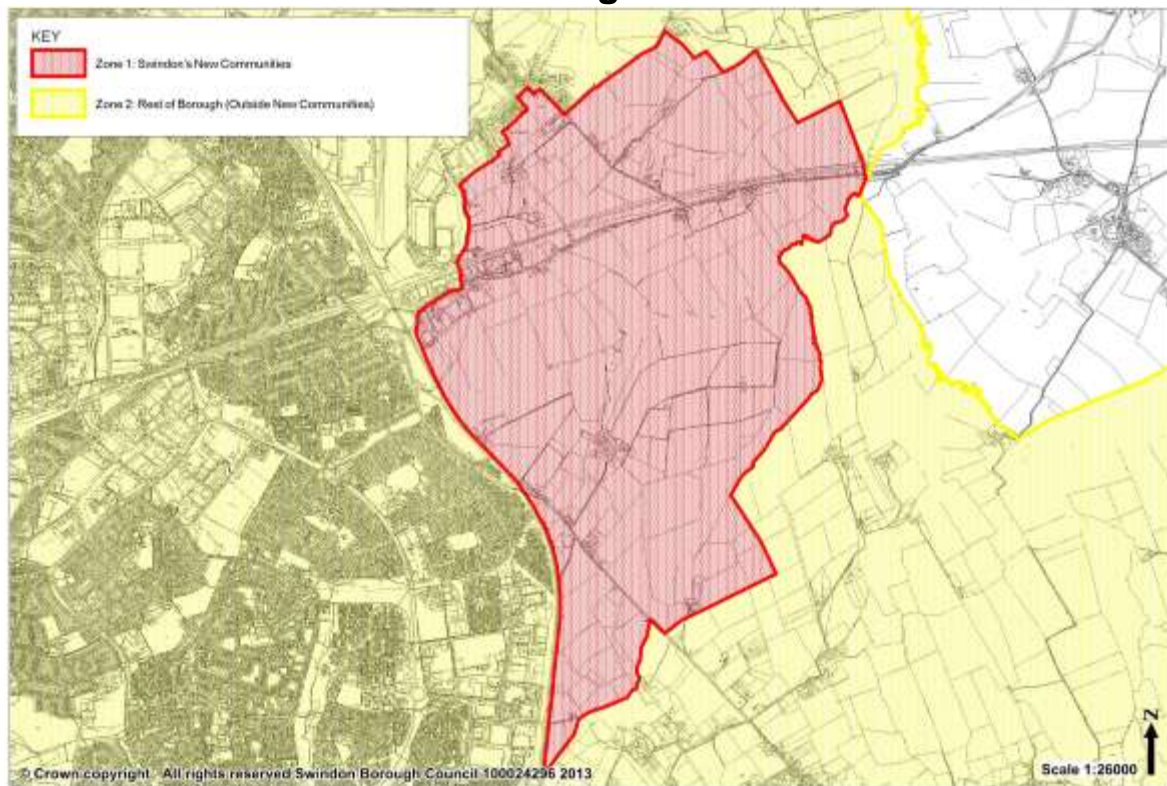 KEY
Zone 1: Swindon's New Communities
Zone 2: Rest of Borough (Outside New Communities)
© Crown copyright All rights reserved Swindon Borough Council 100024296 2013
Scale 1:26000
N